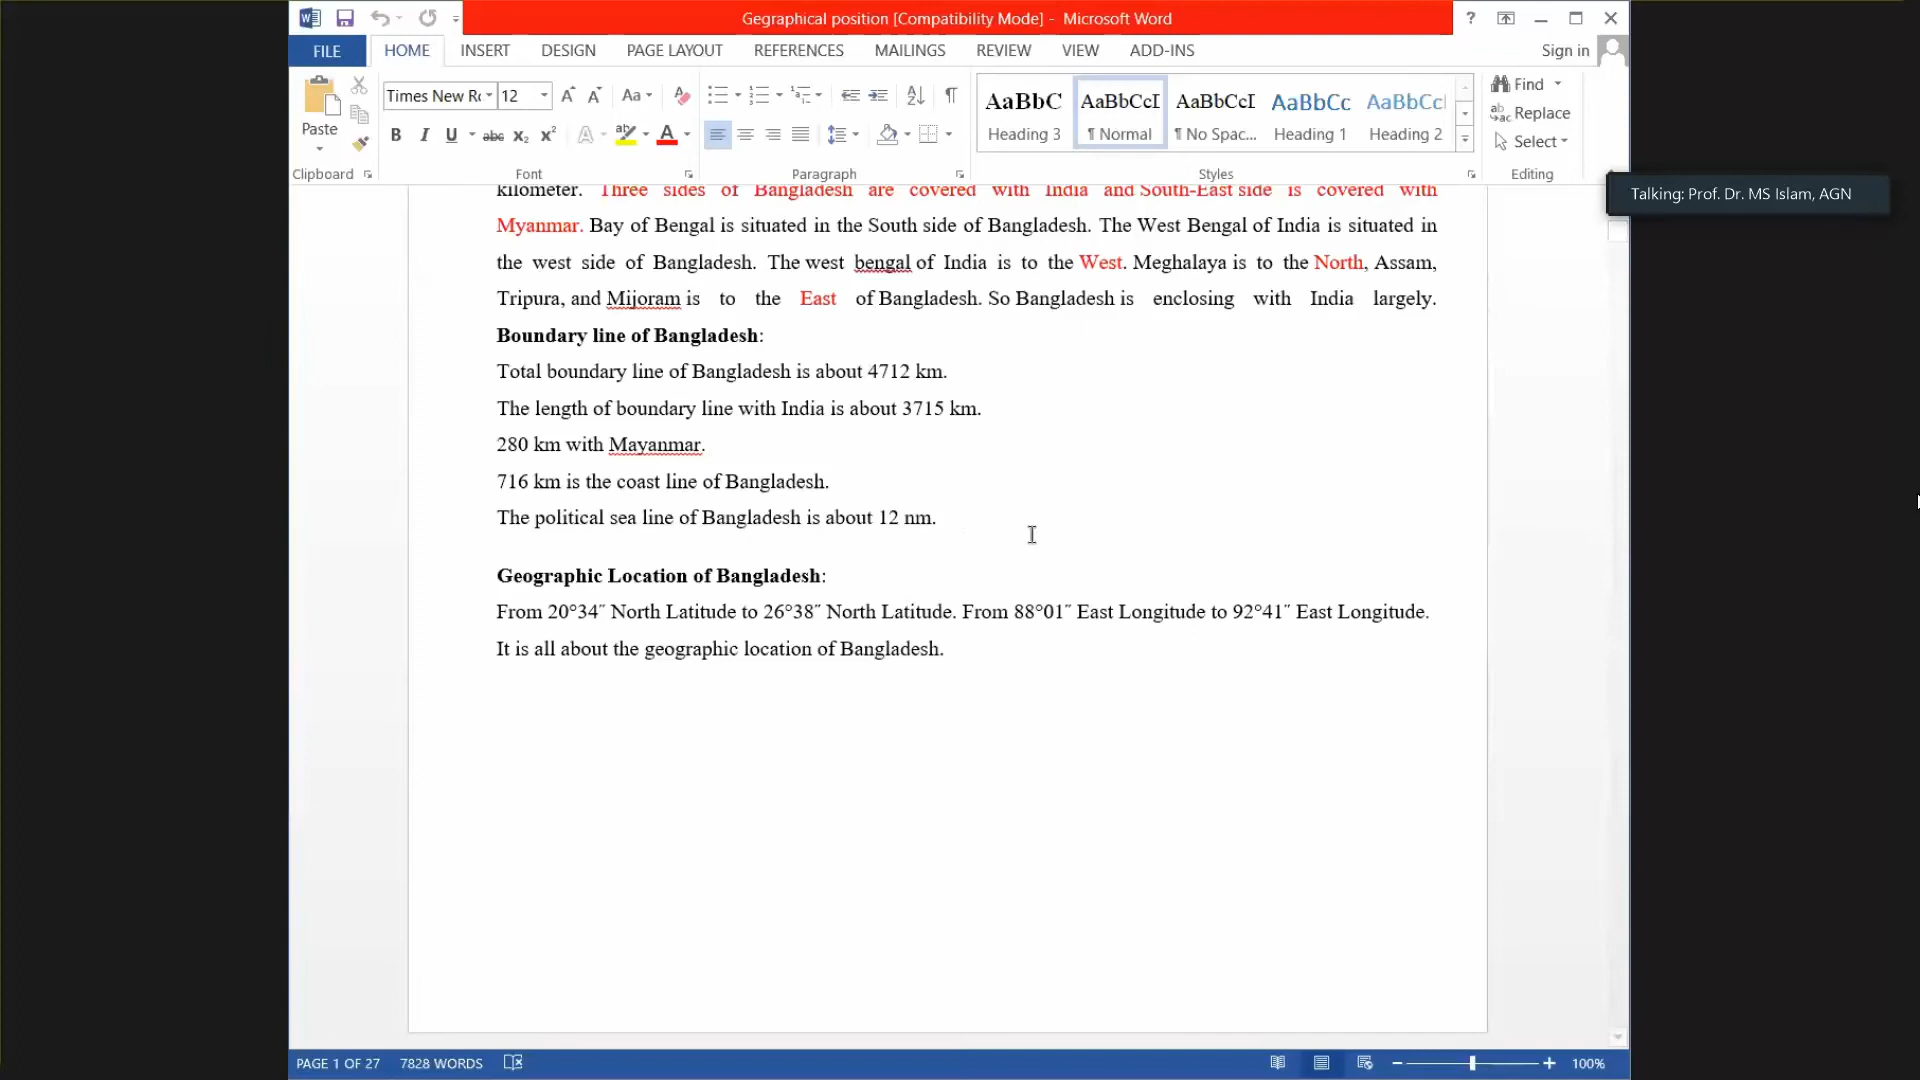 Gegraphical position [Compatibility Mode] - Microsoft Word
?
FILE HOME INSERT DESIGN PAGE LAYOUT REFERENCES MAILINGS REVIEW VIEW ADD-INS Sign in
Times New Ro 12 Aa
Paste
B I U abc X₂ X² A A
AaBbC AaBbCcI AaBbCcI AaBbCc AaBbCcI
Heading 3 ¶ Normal ¶ No Spac... Heading 1 Heading 2
Find
Replace
Select
Clipboard Font Paragraph Styles Editing
Talking: Prof. Dr. MS Islam, AGN
kilometer. Three sides of Bangladesh are covered with India and South-East side is covered with
Myanmar. Bay of Bengal is situated in the South side of Bangladesh. The West Bengal of India is situated in
the west side of Bangladesh. The west bengal of India is to the West. Meghalaya is to the North, Assam,
Tripura, and Mijoram is to the East of Bangladesh. So Bangladesh is enclosing with India largely.
Boundary line of Bangladesh:
Total boundary line of Bangladesh is about 4712 km.
The length of boundary line with India is about 3715 km.
280 km with Mayanmar.
716 km is the coast line of Bangladesh.
The political sea line of Bangladesh is about 12 nm.
Geographic Location of Bangladesh:
From 20°34˝ North Latitude to 26°38˝ North Latitude. From 88°01˝ East Longitude to 92°41˝ East Longitude.
It is all about the geographic location of Bangladesh.
PAGE 1 OF 27 7828 WORDS 100%